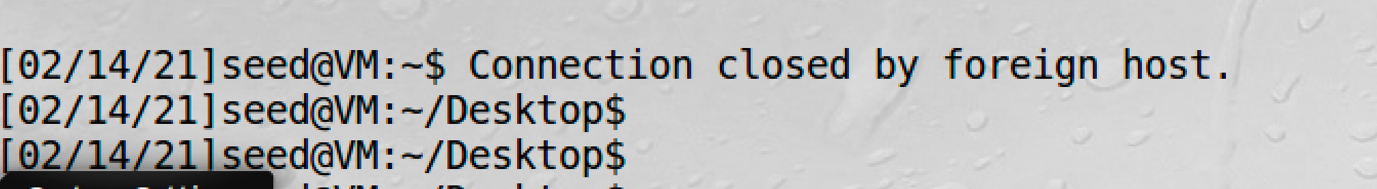 [02/14/21]seed@VM:~$ Connection closed by foreign host.
[02/14/21]seed@VM:~/Desktop$
[02/14/21]seed@VM:~/Desktop$